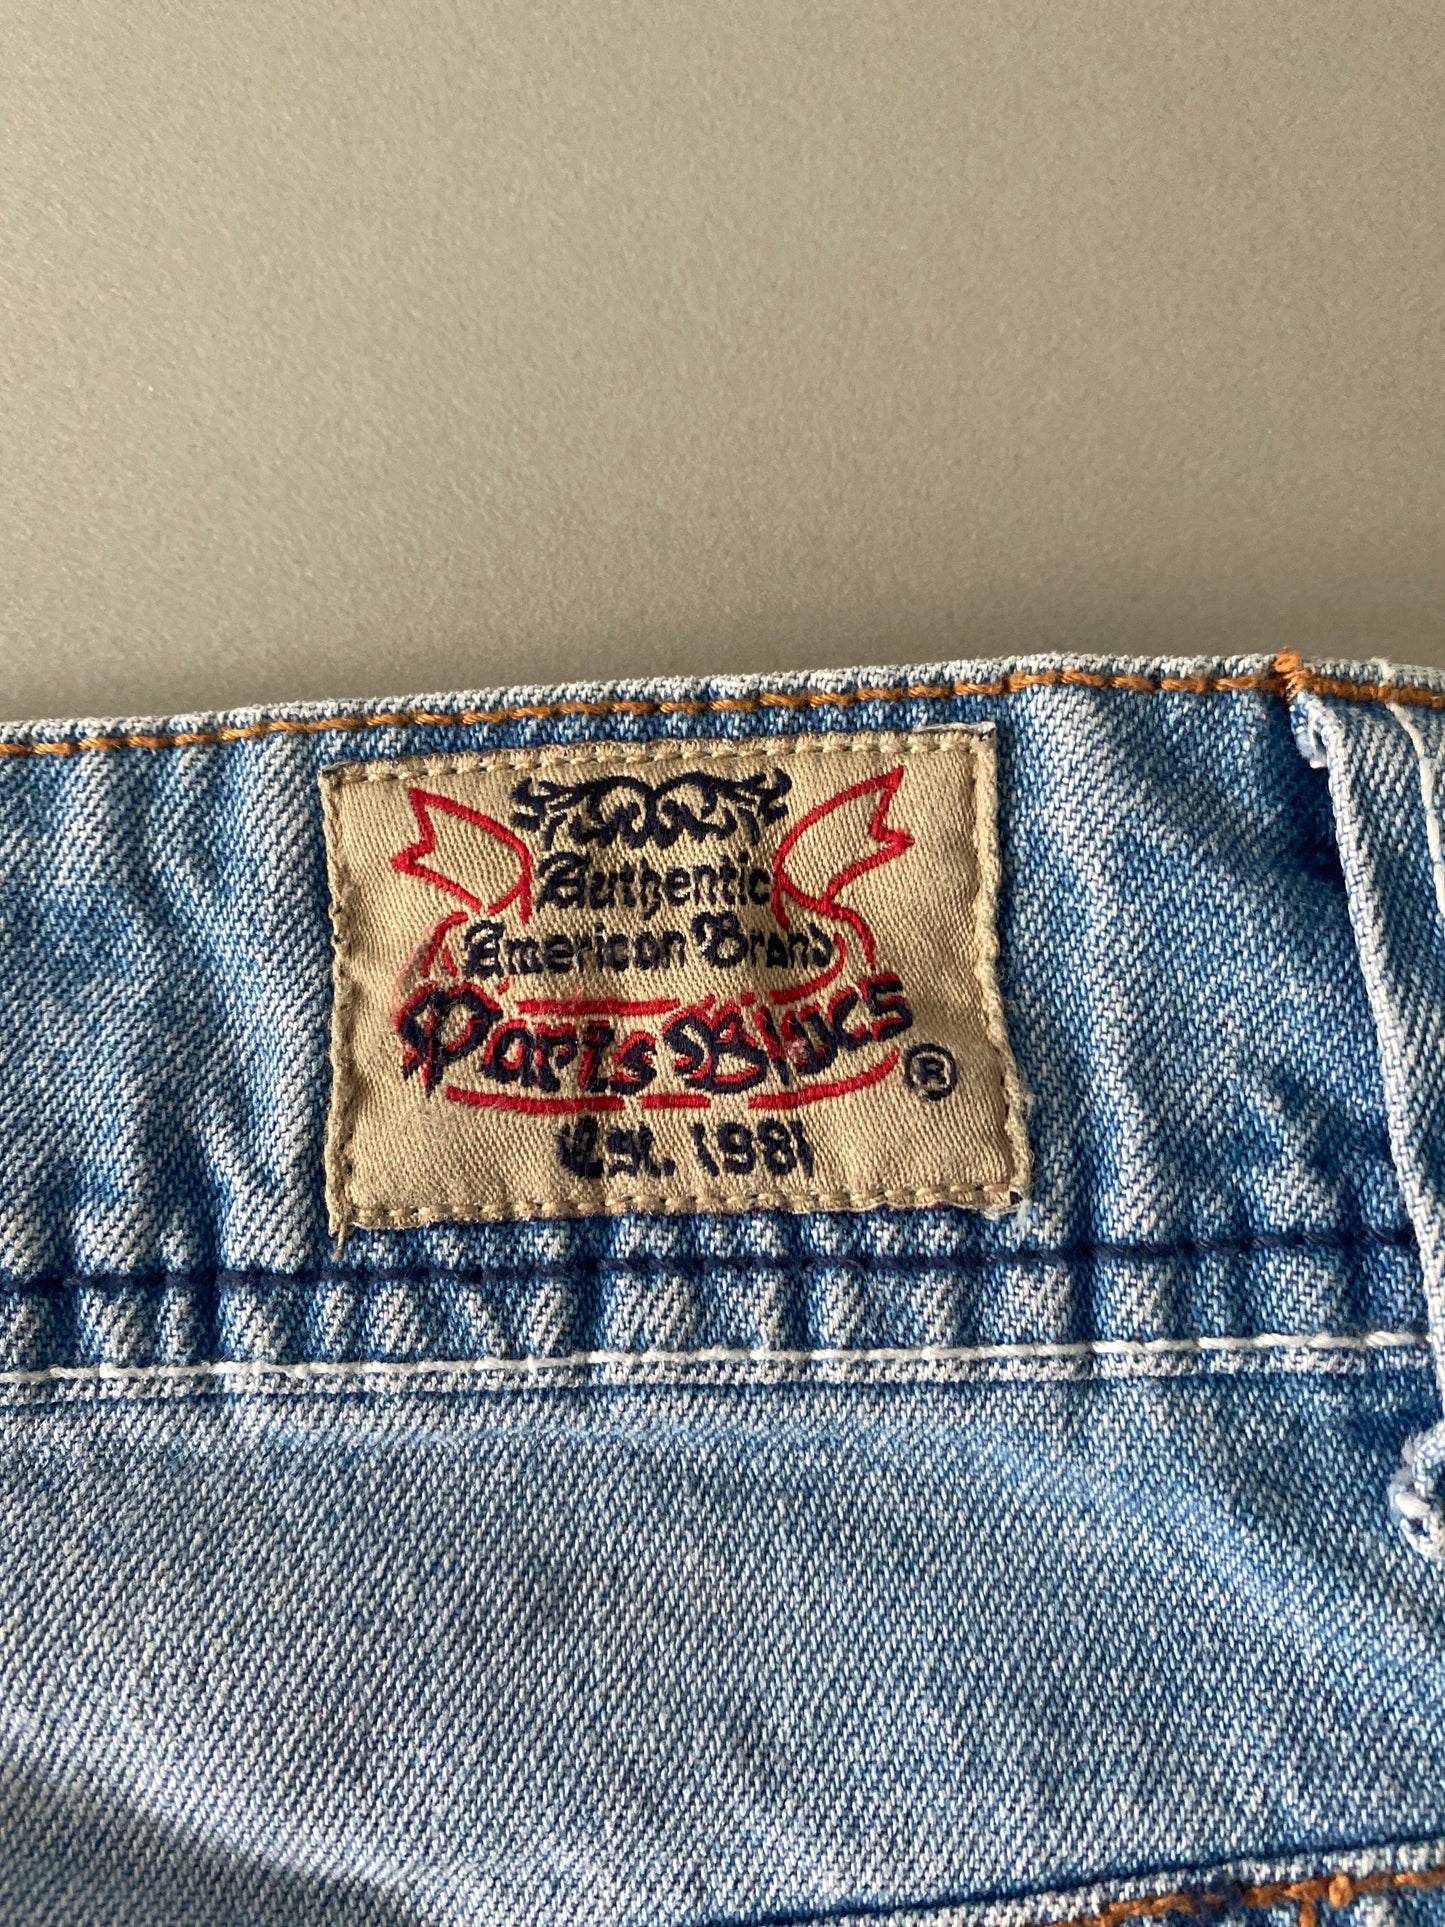 Authentic
American Brand
Paris Blues ®
Est. 1981